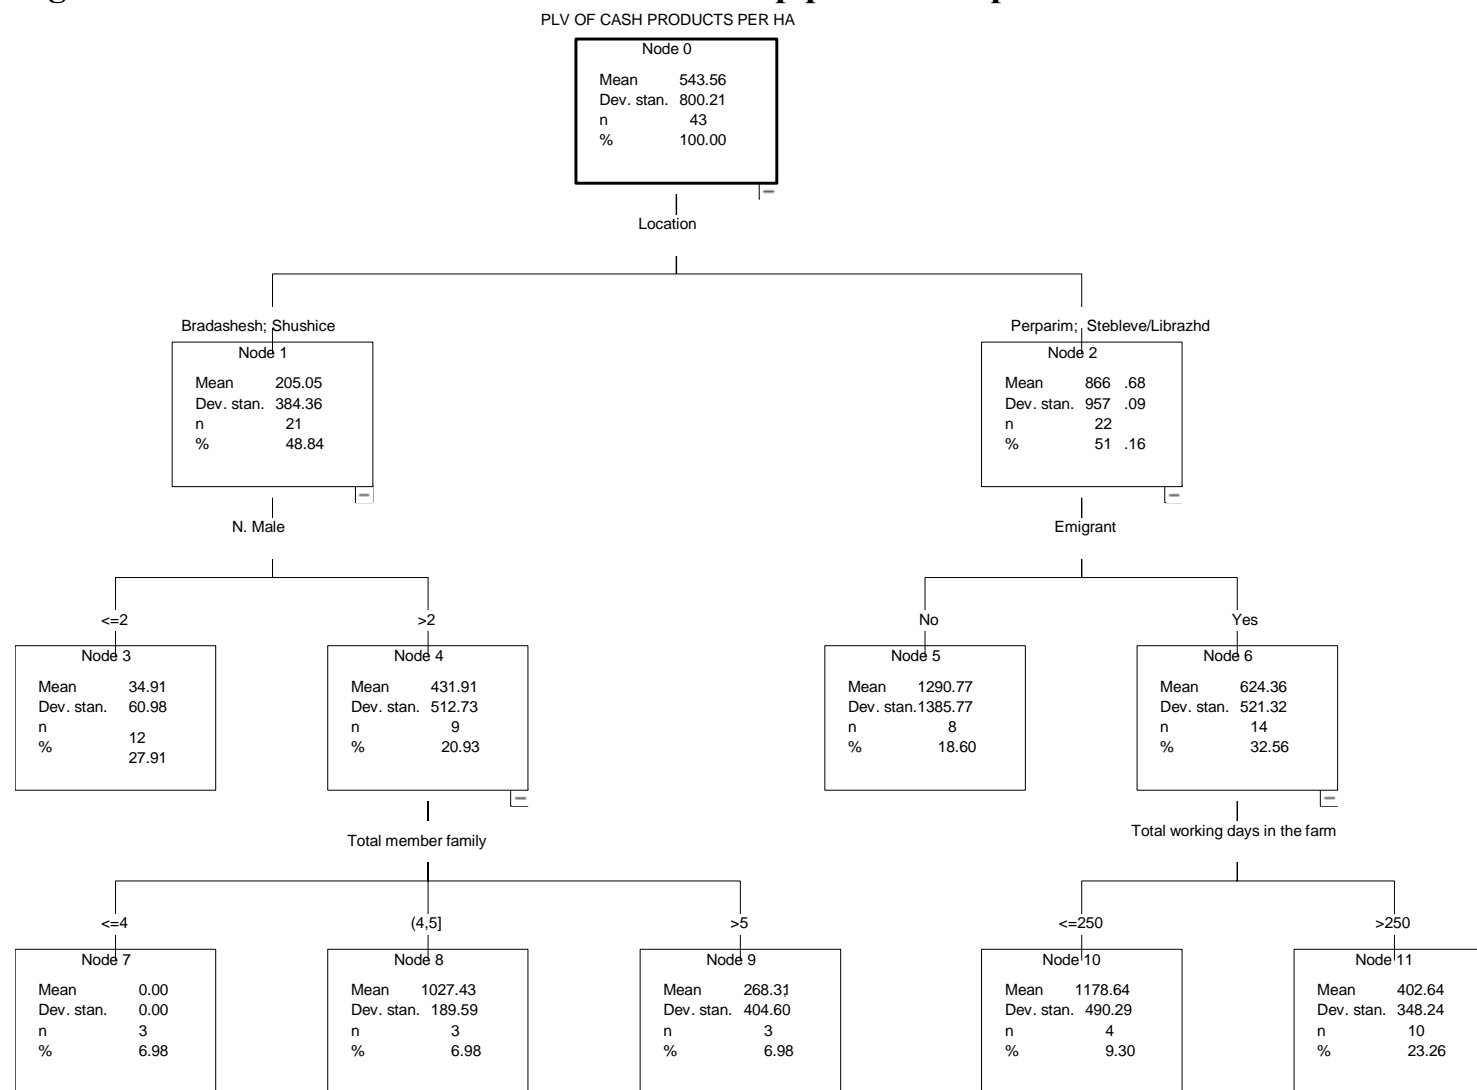 PLV OF CASH PRODUCTS PER HA
Node 0
Mean 543.56
Dev. stan. 800.21
n 43
% 100.00
Location
Bradashesh; Shushice
Perparim; Stebleve/Librazhd
Node 1
Mean 205.05
Dev. stan. 384.36
n 21
% 48.84
Node 2
Mean 866 .68
Dev. stan. 957 .09
n 22
% 51 .16
N. Male
Emigrant
<=2
>2
No
Yes
Node 3
Mean 34.91
Dev. stan. 60.98
n 12
% 27.91
Node 4
Mean 431.91
Dev. stan. 512.73
n 9
% 20.93
Node 5
Mean 1290.77
Dev. stan.1385.77
n 8
% 18.60
Node 6
Mean 624.36
Dev. stan. 521.32
n 14
% 32.56
Total member family
Total working days in the farm
<=4
(4,5]
>5
<=250
>250
Node 7
Mean 0.00
Dev. stan. 0.00
n 3
% 6.98
Node 8
Mean 1027.43
Dev. stan. 189.59
n 3
% 6.98
Node 9
Mean 268.31
Dev. stan. 404.60
n 3
% 6.98
Node 10
Mean 1178.64
Dev. stan. 490.29
n 4
% 9.30
Node 11
Mean 402.64
Dev. stan. 348.24
n 10
% 23.26